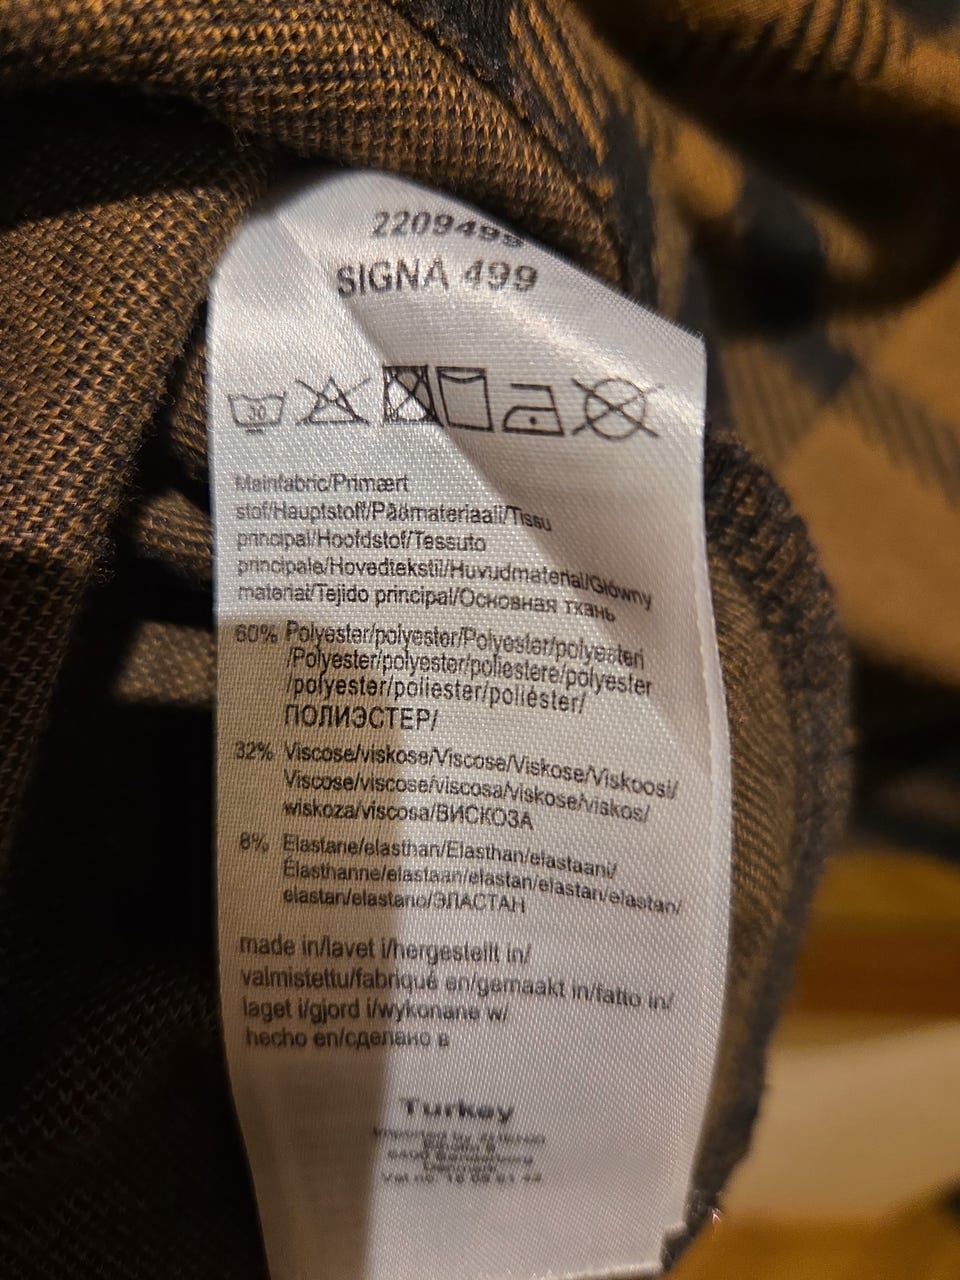 2209499
SIGNA 499
30
Mainfabric/Primært
stof/Hauptstoff/Päämateriaali/Tissu
principal/Hoofdstof/Tessuto
principale/Hovedtekstil/Huvudmaterial/Główny
materiał/Tejido principal/Основная ткань
60% Polyester/polyester/Polyester/polyesteri
/Polyester/polyester/poliestere/polyester
/polyester/poliester/poliéster/
ПОЛИЭСТЕР/
32% Viscose/viskose/Viscose/Viskose/Viskoosi/
Viscose/viscose/viscosa/viskose/viskos/
wiskoza/viscosa/ВИСКОЗА
8% Elastane/elasthan/Elasthan/elastaani/
Élasthanne/elastaan/elastan/elastan/elastan/
elastan/elastano/ЭЛАСТАН
made in/lavet i/hergestellt in/
valmistettu/fabriqué en/gemaakt in/fatto in/
laget i/gjord i/wykonane w/
hecho en/сделано в
Turkey